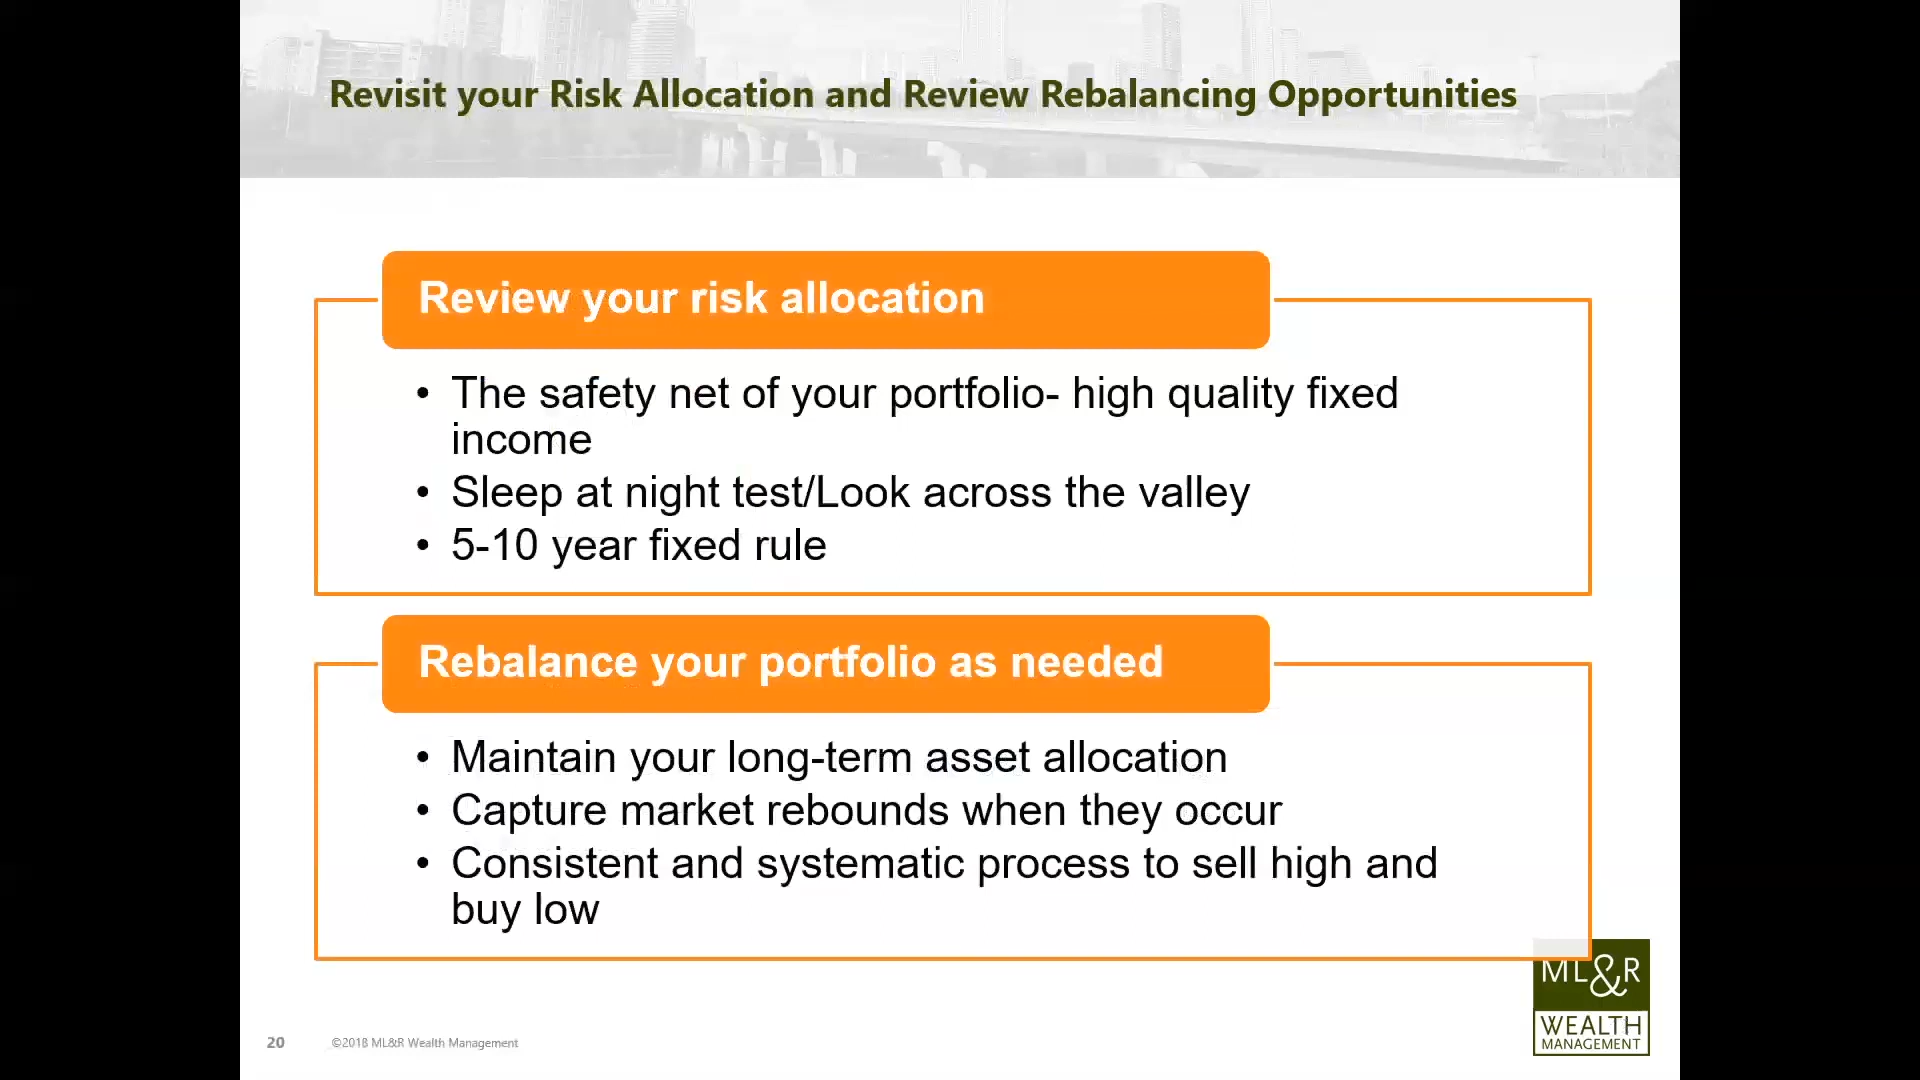 Revisit your Risk Allocation and Review Rebalancing Opportunities
Review your risk allocation
• The safety net of your portfolio- high quality fixed
income
• Sleep at night test/Look across the valley
• 5-10 year fixed rule
Rebalance your portfolio as needed
• Maintain your long-term asset allocation
• Capture market rebounds when they occur
• Consistent and systematic process to sell high and
buy low
ML&R
WEALTH
MANAGEMENT
20
©2018 ML&R Wealth Management